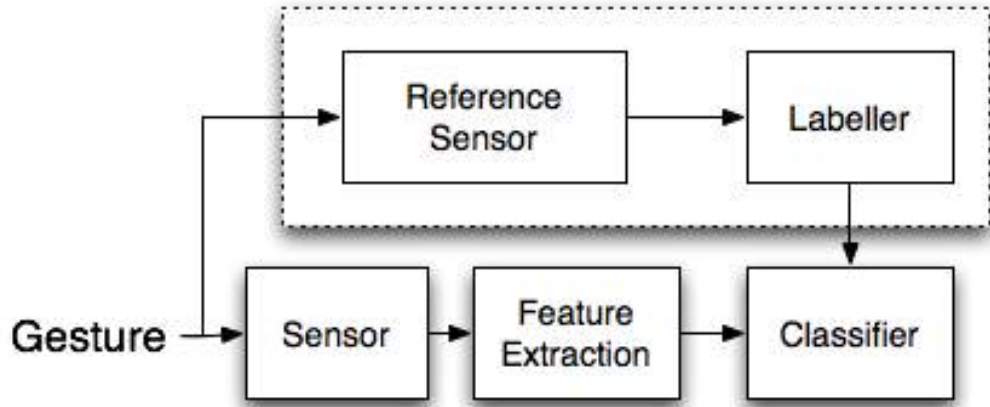 Reference
Sensor
Labeller
Gesture
Sensor
Feature
Extraction
Classifier